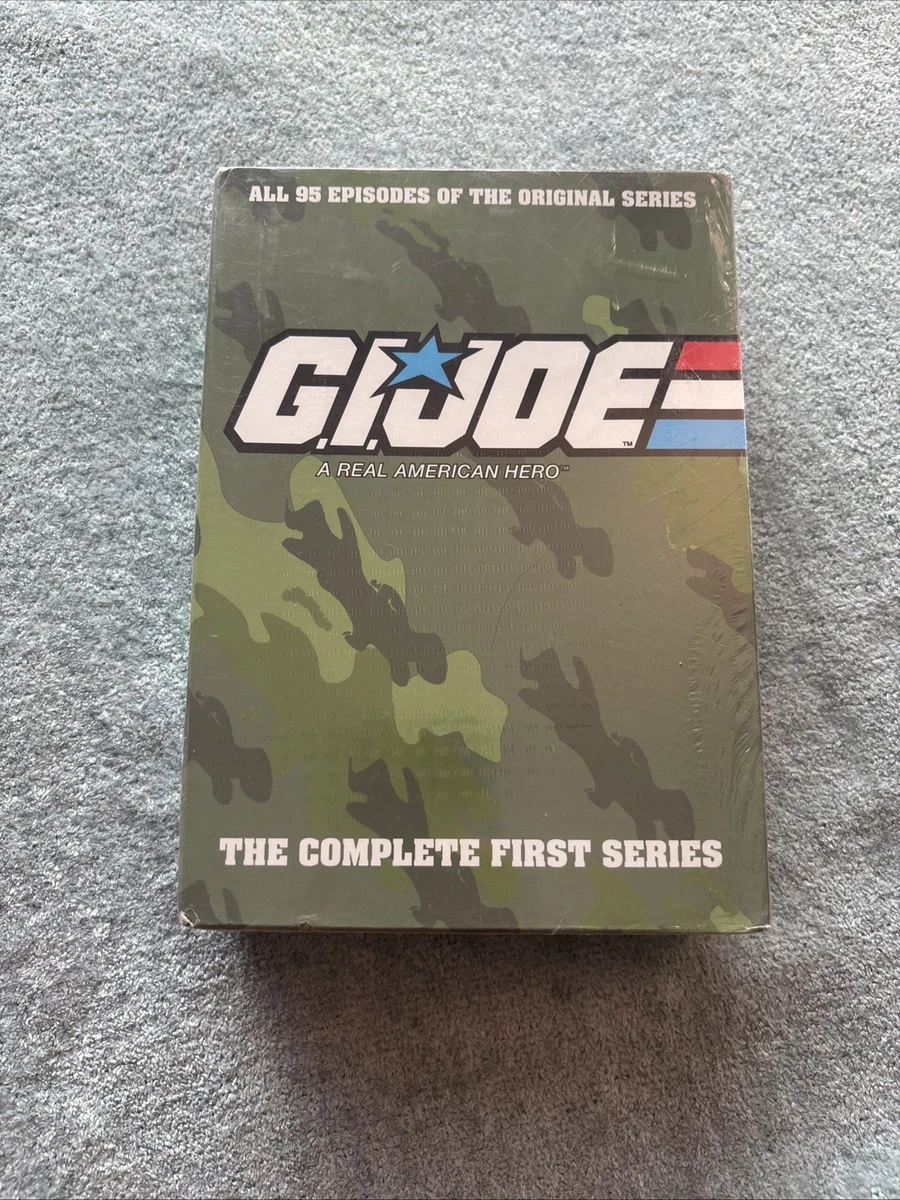 ALL 95 EPISODES OF THE ORIGINAL SERIES
G.I. JOE ™
A REAL AMERICAN HERO™
THE COMPLETE FIRST SERIES